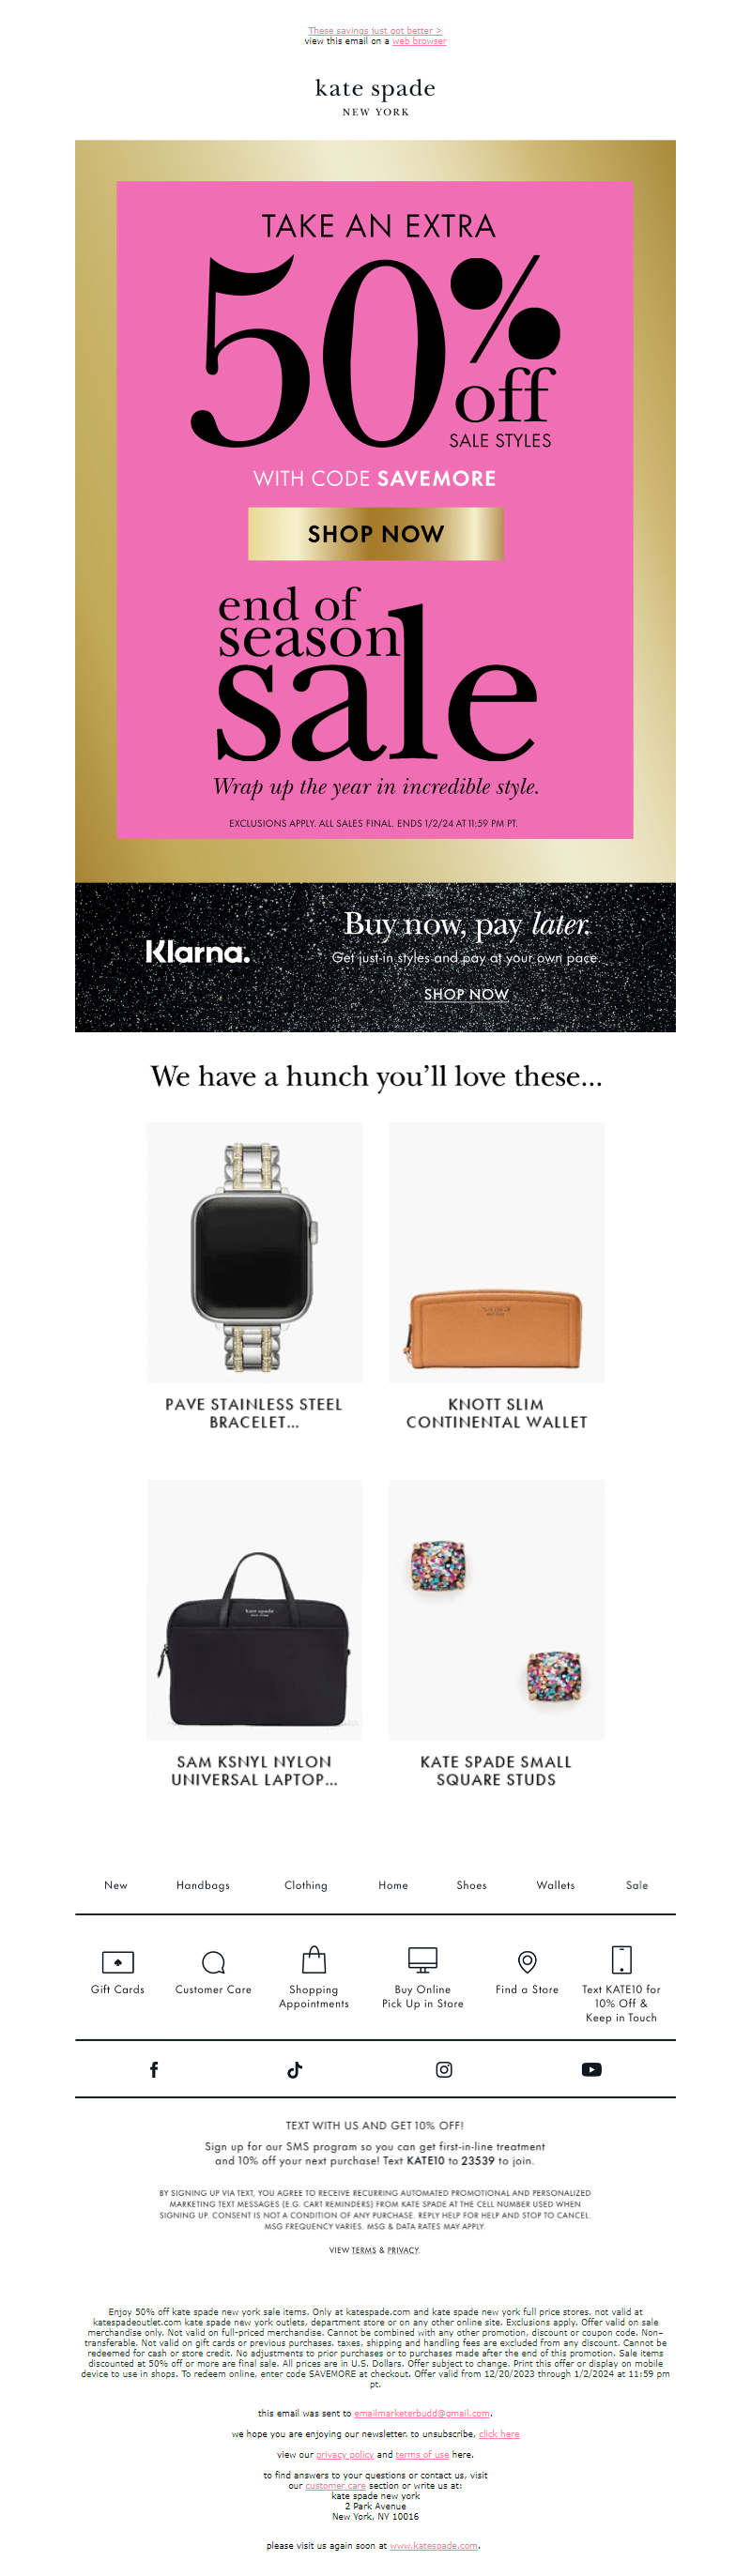 These savings just got better >
view this email on a web browser
kate spade
NEW YORK
TAKE AN EXTRA
50%
off
SALE STYLES
WITH CODE SAVEMORE
SHOP NOW
end of
season
sale
Wrap up the year in incredible style.
EXCLUSIONS APPLY. ALL SALES FINAL. ENDS 1/2/24 AT 11:59 PM PT.
Klarna.
Buy now, pay later.
Get just-in styles and pay at your own pace.
SHOP NOW
We have a hunch you'll love these...
PAVE STAINLESS STEEL
BRACELET...
KNOTT SLIM
CONTINENTAL WALLET
kate spade
SAM KSNYL NYLON
UNIVERSAL LAPTOP...
KATE SPADE SMALL
SQUARE STUDS
New Handbags Clothing Home Shoes Wallets Sale
Gift Cards
Customer Care
Shopping
Appointments
Buy Online
Pick Up in Store
Find a Store
Text KATE10 for
10% Off &
Keep in Touch
TEXT WITH US AND GET 10% OFF!
Sign up for our SMS program so you can get first-in-line treatment
and 10% off your next purchase! Text KATE10 to 23539 to join.
BY SIGNING UP VIA TEXT, YOU AGREE TO RECEIVE RECURRING AUTOMATED PROMOTIONAL AND PERSONALIZED
MARKETING TEXT MESSAGES (E.G. CART REMINDERS) FROM KATE SPADE AT THE CELL NUMBER USED WHEN
SIGNING UP. CONSENT IS NOT A CONDITION OF ANY PURCHASE. REPLY HELP FOR HELP AND STOP TO CANCEL.
MSG FREQUENCY VARIES. MSG & DATA RATES MAY APPLY.
VIEW TERMS & PRIVACY.
Enjoy 50% off kate spade new york sale items. Only at katespade.com and kate spade new york full price stores. not valid at
katespadeoutlet.com kate spade new york outlets, department store or on any other online site. Exclusions apply. Offer valid on sale
merchandise only. Not valid on full-priced merchandise. Cannot be combined with any other promotion, discount or coupon code. Non-
transferable. Not valid on gift cards or previous purchases. taxes, shipping and handling fees are excluded from any discount. Cannot be
redeemed for cash or store credit. No adjustments to prior purchases or to purchases made after the end of this promotion. Sale items
discounted at 50% off or more are final sale. All prices are in U.S. Dollars. Offer subject to change. Print this offer or display on mobile
device to use in shops. To redeem online, enter code SAVEMORE at checkout. Offer valid from 12/20/2023 through 1/2/2024 at 11:59 pm
pt.
this email was sent to emailmarketerbudd@gmail.com.
we hope you are enjoying our newsletter. to unsubscribe, click here
view our privacy policy and terms of use here.
to find answers to your questions or contact us, visit
our customer care section or write us at:
kate spade new york
2 Park Avenue
New York, NY 10016
please visit us again soon at www.katespade.com.